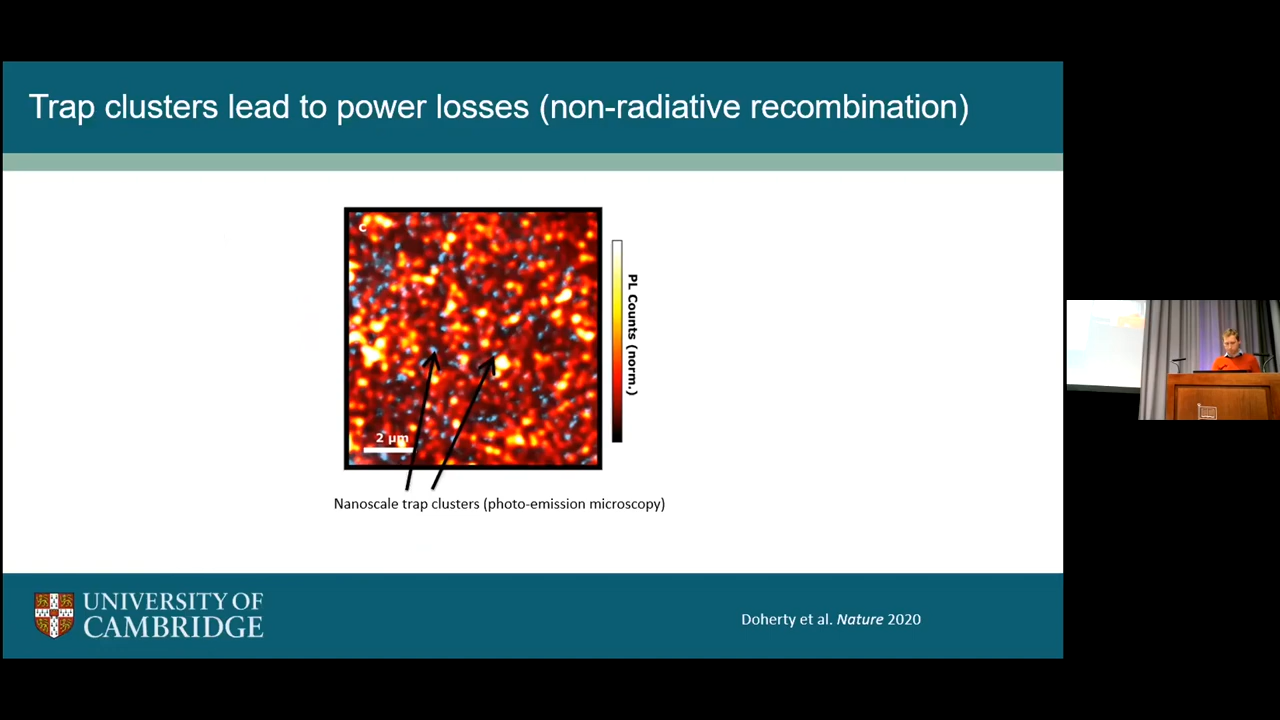 Trap clusters lead to power losses (non-radiative recombination)
C
PL Counts (norm.)
2 μm
Nanoscale trap clusters (photo-emission microscopy)
UNIVERSITY OF
CAMBRIDGE
Doherty et al. Nature 2020